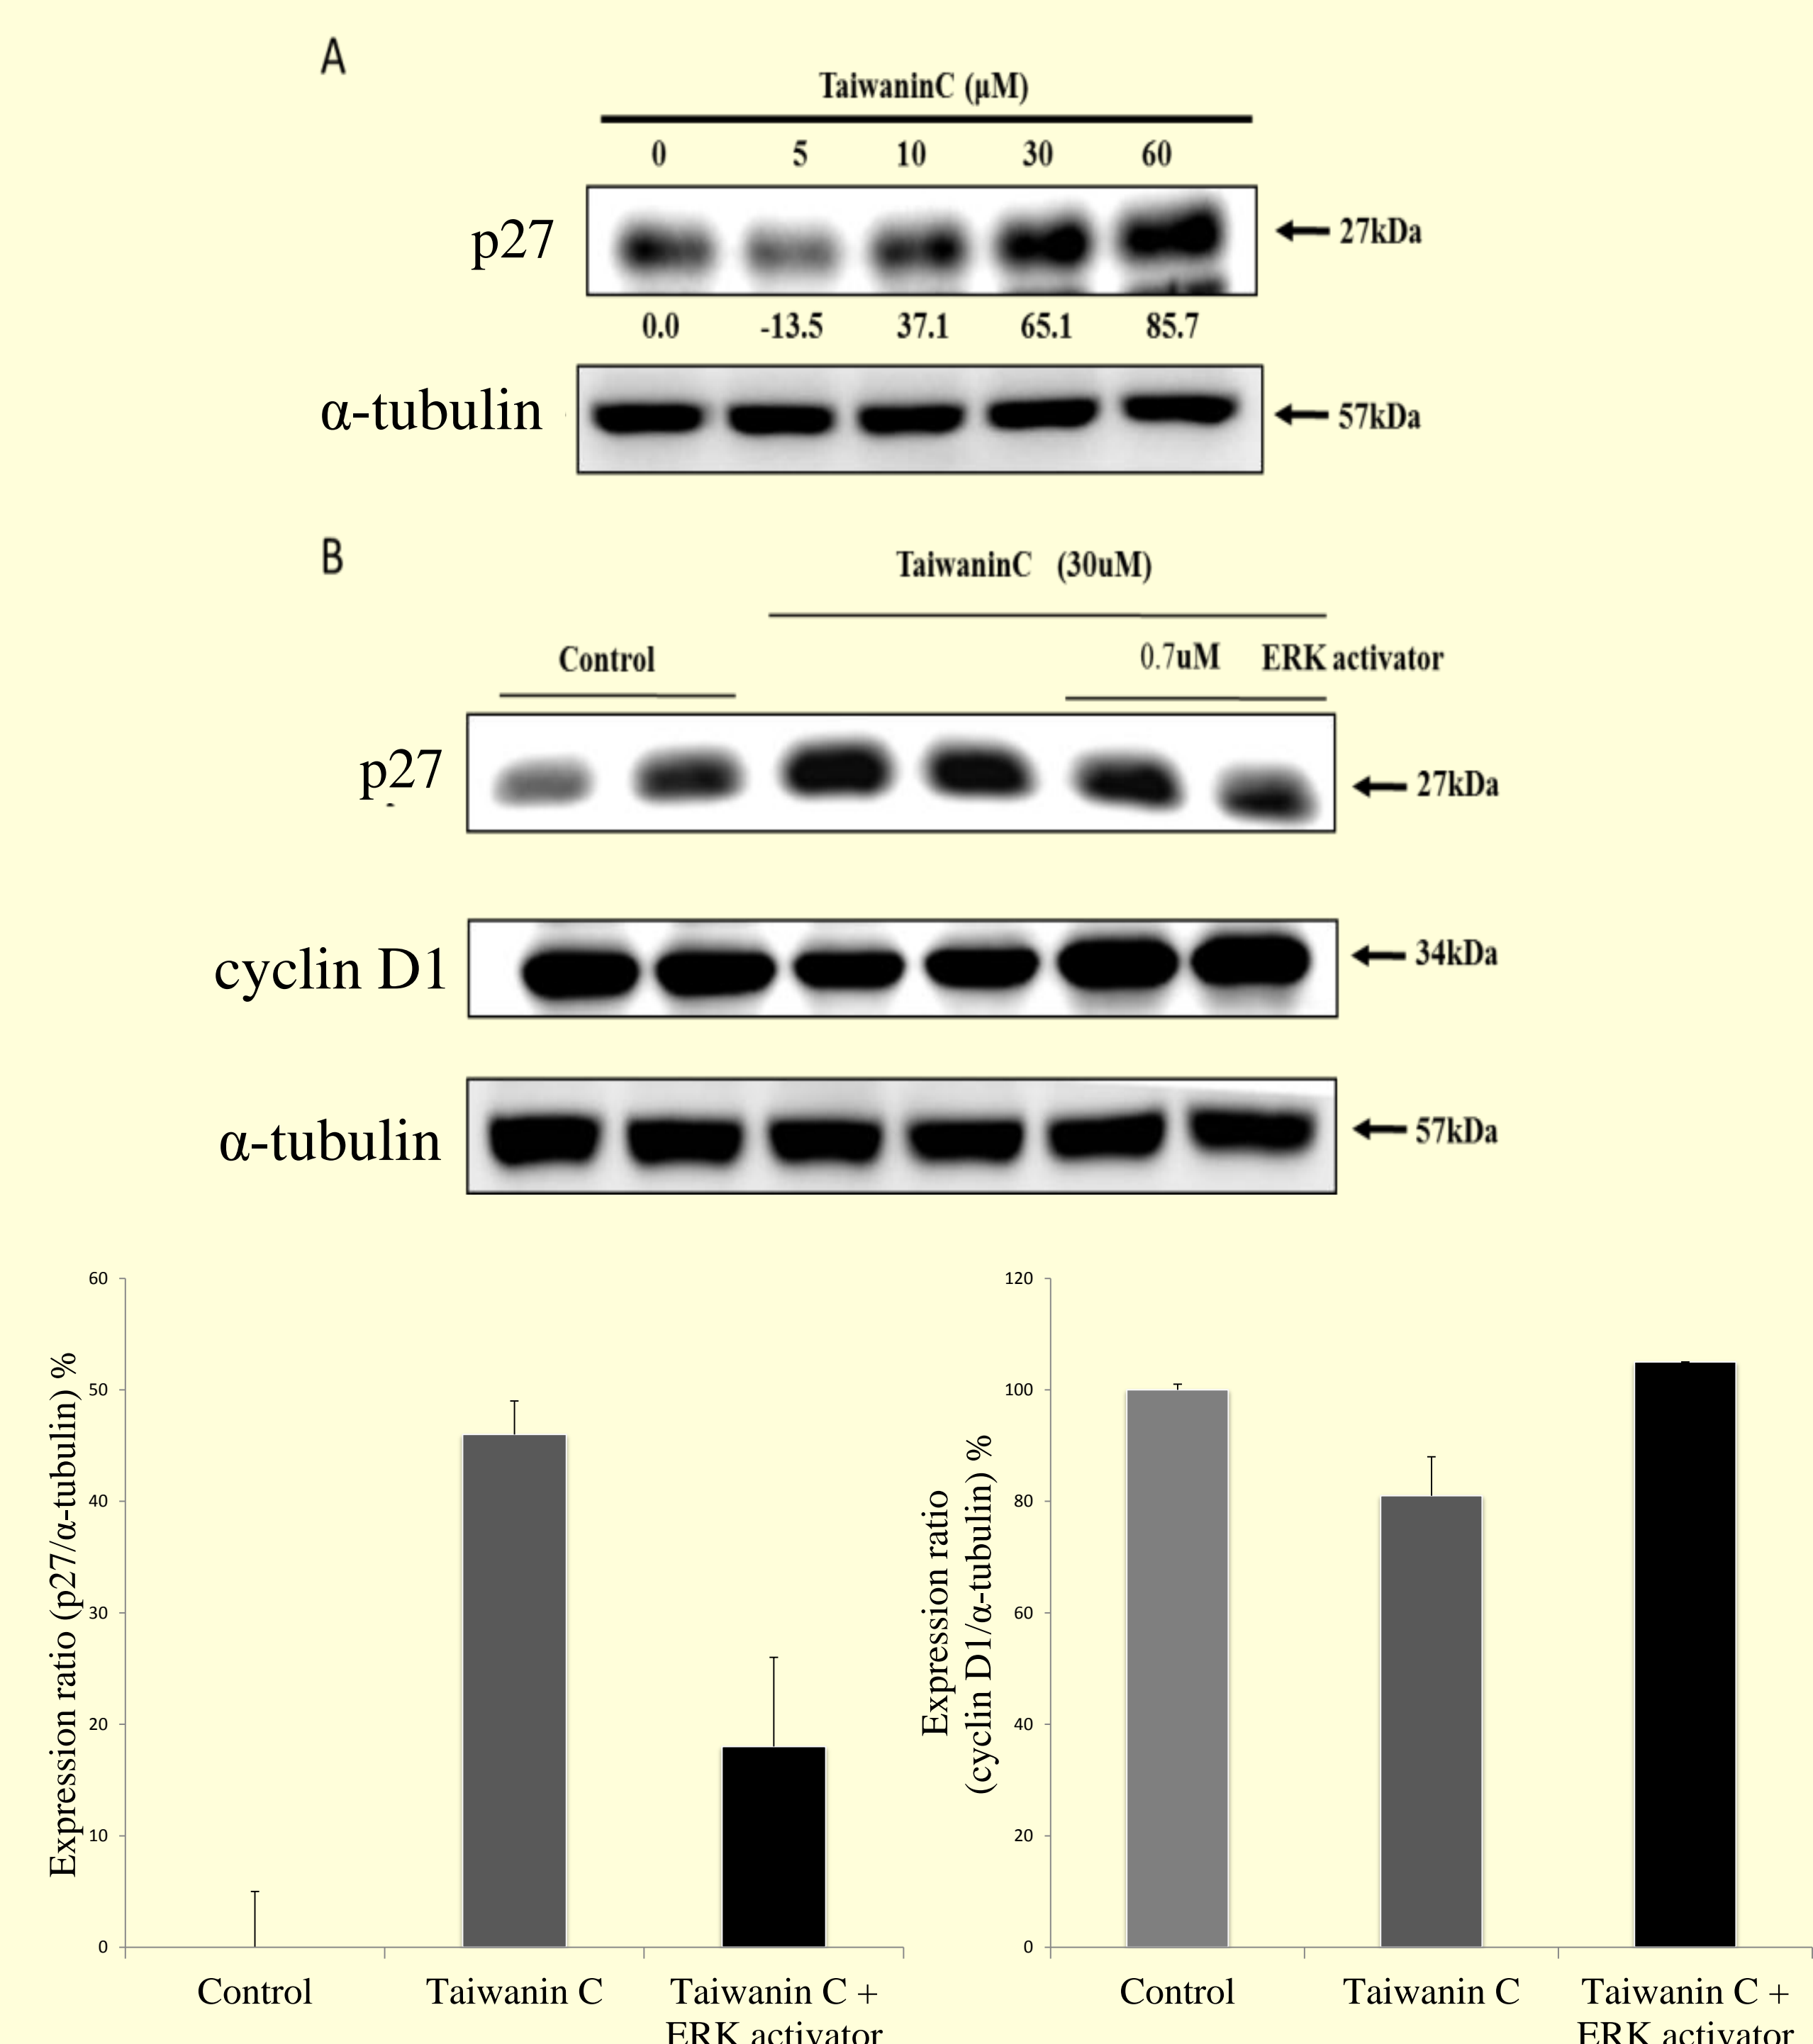 A
TaiwaninC (µM)
0 5 10 30 60
p27
27kDa
0.0 -13.5 37.1 65.1 85.7
α-tubulin
57kDa
B
TaiwaninC (30uM)
Control
0.7uM ERK activator
p27
27kDa
cyclin D1
34kDa
α-tubulin
57kDa
Expression ratio (p27/α-tubulin) %
60
50
40
30
20
10
0
Control
Taiwanin C
Taiwanin C +
ERK activator
Expression ratio
(cyclin D1/α-tubulin) %
120
100
80
60
40
20
0
Control
Taiwanin C
Taiwanin C +
ERK activator